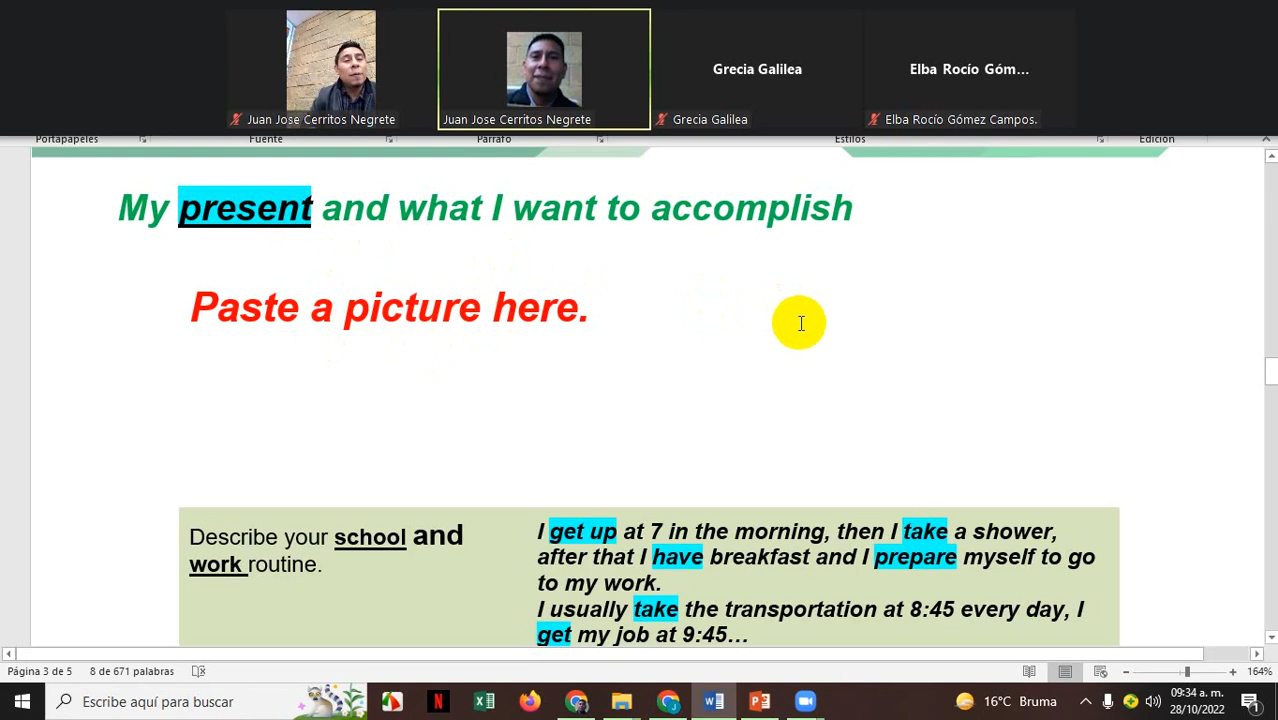 Grecia Galilea
Elba Rocío Góm...
Juan Jose Cerritos Negrete
Juan Jose Cerritos Negrete
Grecia Galilea
Elba Rocío Gómez Campos.
Portapapeles
Fuente
Párrafo
Estilos
Edición
My present and what I want to accomplish
Paste a picture here.
Describe your school and
work routine.
I get up at 7 in the morning, then I take a shower,
after that I have breakfast and I prepare myself to go
to my work.
I usually take the transportation at 8:45 every day, I
get my job at 9:45...
Página 3 de 5
8 de 671 palabras
164%
Escribe aquí para buscar
16°C Bruma
09:34 a. m.
28/10/2022